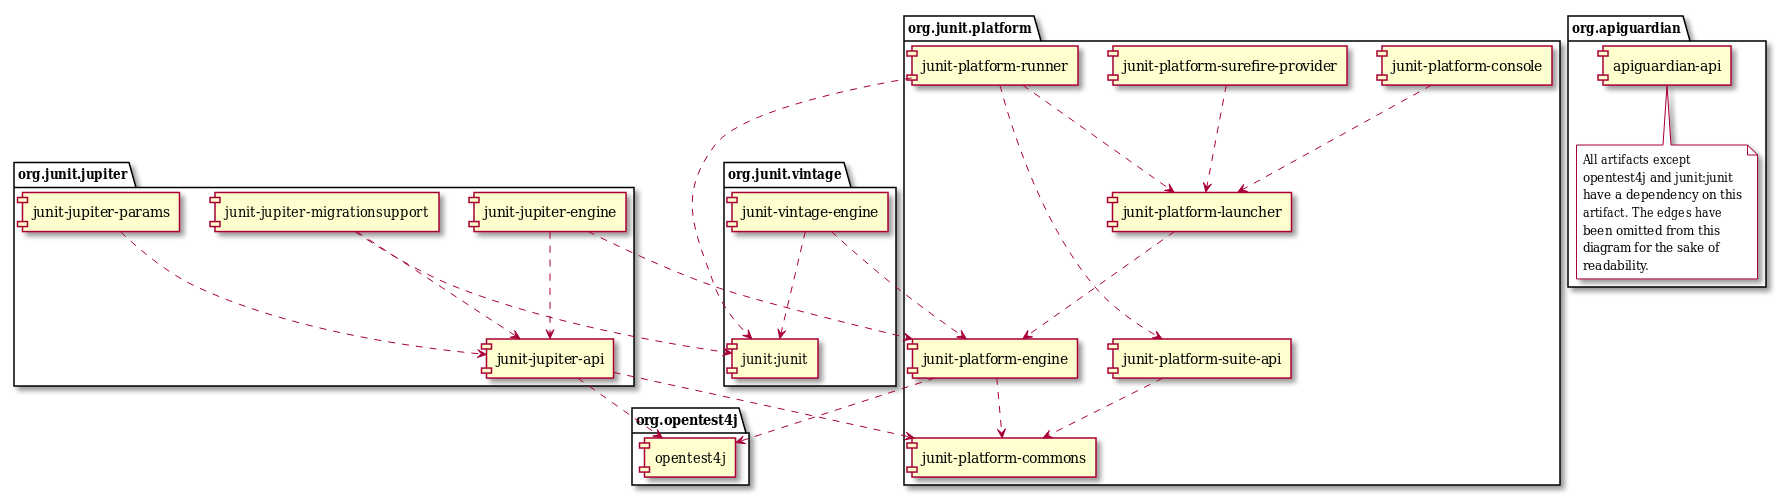 org.junit.platform
org.apiguardian
junit-platform-runner
junit-platform-surefire-provider
junit-platform-console
apiguardian-api
All artifacts except
opentest4j and junit:junit
have a dependency on this
artifact. The edges have
been omitted from this
diagram for the sake of
readability.
org.junit.jupiter
org.junit.vintage
junit-jupiter-params
junit-jupiter-migrationsupport
junit-jupiter-engine
junit-vintage-engine
junit-platform-launcher
junit-jupiter-api
junit:junit
junit-platform-engine
junit-platform-suite-api
org.opentest4j
opentest4j
junit-platform-commons